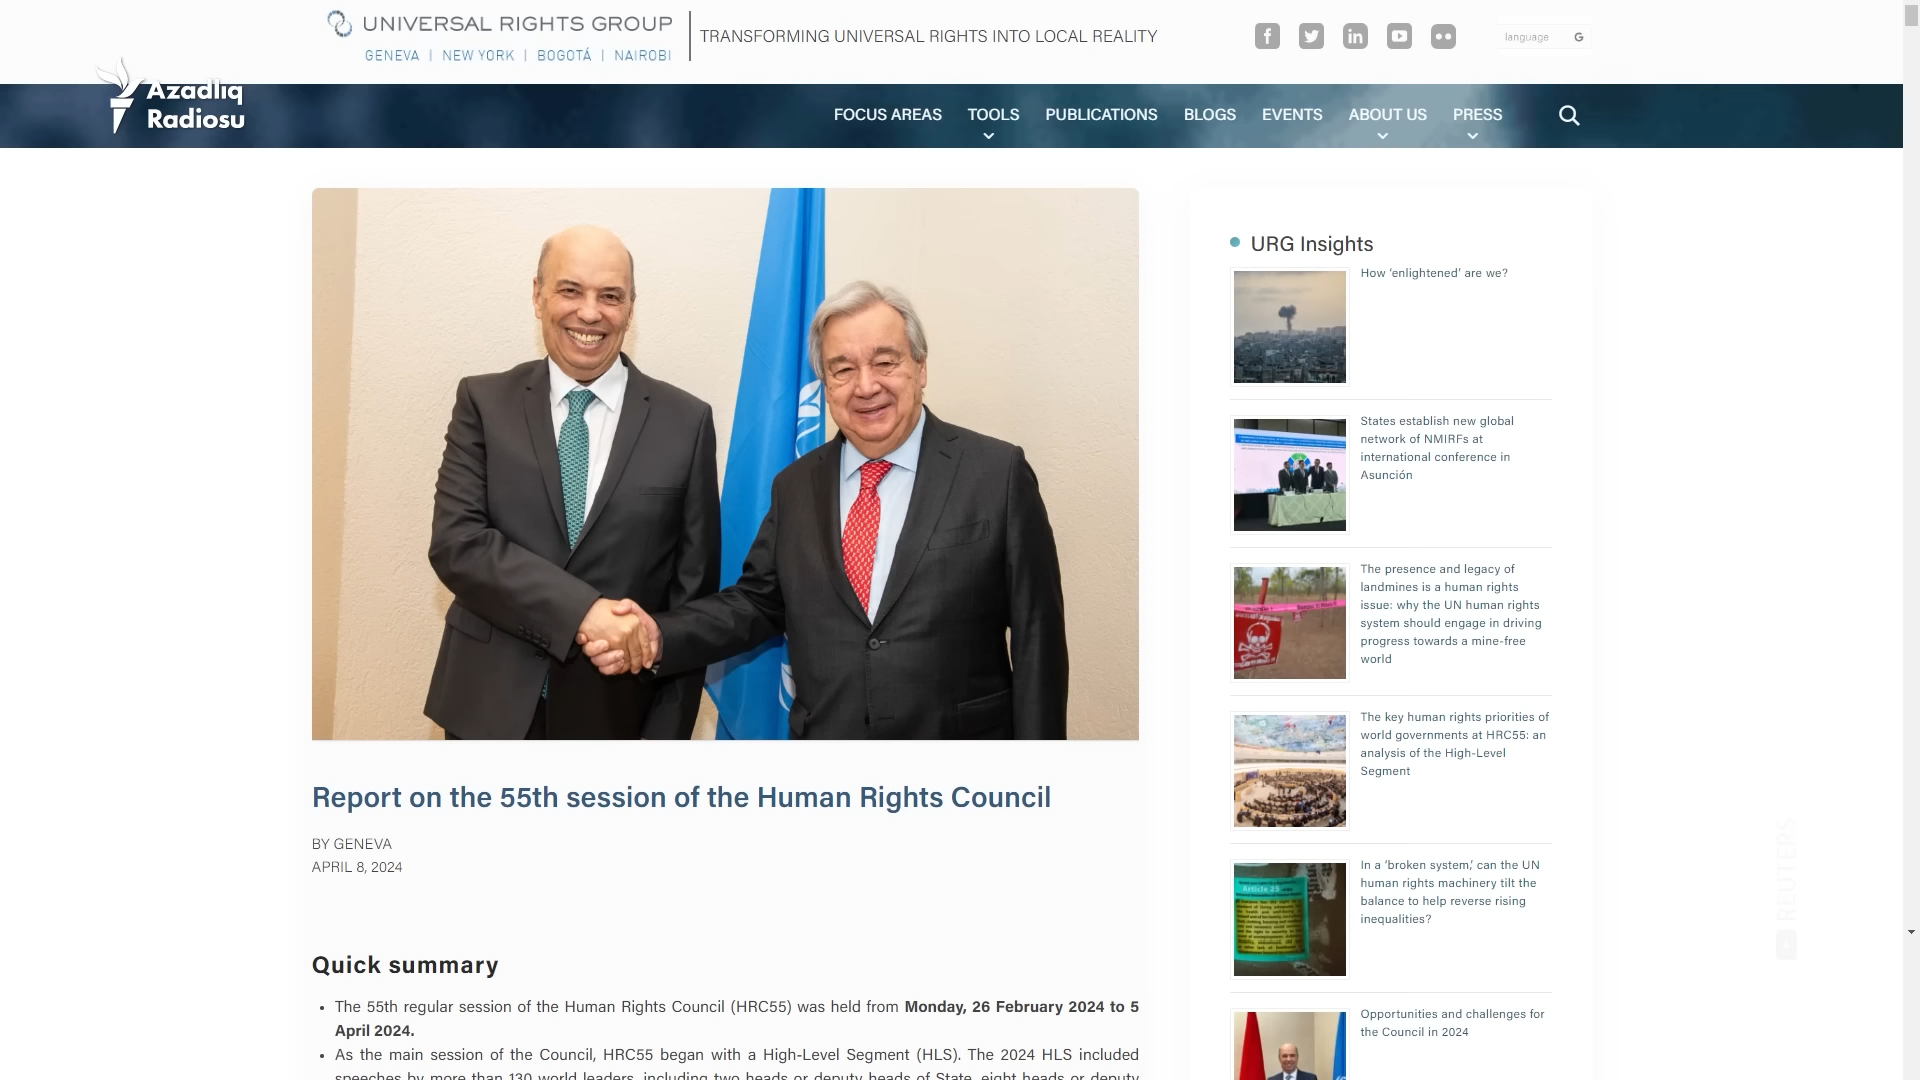 UNIVERSAL RIGHTS GROUP
GENEVA | NEW YORK | BOGOTÁ | NAIROBI
TRANSFORMING UNIVERSAL RIGHTS INTO LOCAL REALITY
language
Azadlıq
Radiosu
FOCUS AREAS TOOLS PUBLICATIONS BLOGS EVENTS ABOUT US PRESS
URG Insights
How ‘enlightened’ are we?
States establish new global
network of NMIRFs at
international conference in
Asunción
The presence and legacy of
landmines is a human rights
issue: why the UN human rights
system should engage in driving
progress towards a mine-free
world
The key human rights priorities of
world governments at HRC55: an
analysis of the High-Level
Segment
In a ‘broken system,’ can the UN
human rights machinery tilt the
balance to help reverse rising
inequalities?
Article 25
Opportunities and challenges for
the Council in 2024
Report on the 55th session of the Human Rights Council
BY GENEVA
APRIL 8, 2024
Quick summary
• The 55th regular session of the Human Rights Council (HRC55) was held from Monday, 26 February 2024 to 5
April 2024.
• As the main session of the Council, HRC55 began with a High-Level Segment (HLS). The 2024 HLS included
speeches by more than 130 world leaders, including two heads or deputy heads of State, eight heads or deputy
REUTERS